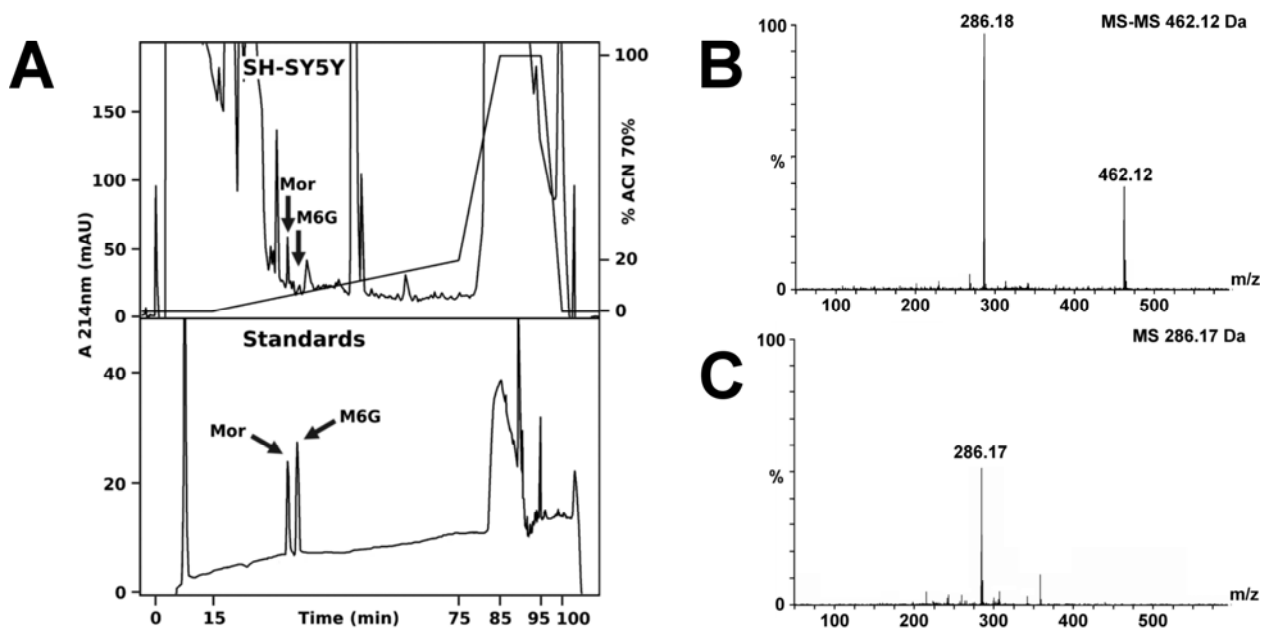 A
SH-SY5Y
Mor
M6G
150
100
50
0
100
20
0
% ACN 70%
A 214nm (mAU)
Standards
Mor
M6G
40
20
0
0 15 Time (min) 75 85 95 100
B
MS-MS 462.12 Da
100
286.18
%
462.12
0
m/z
100 200 300 400 500
C
MS 286.17 Da
100
286.17
%
0
m/z
100 200 300 400 500